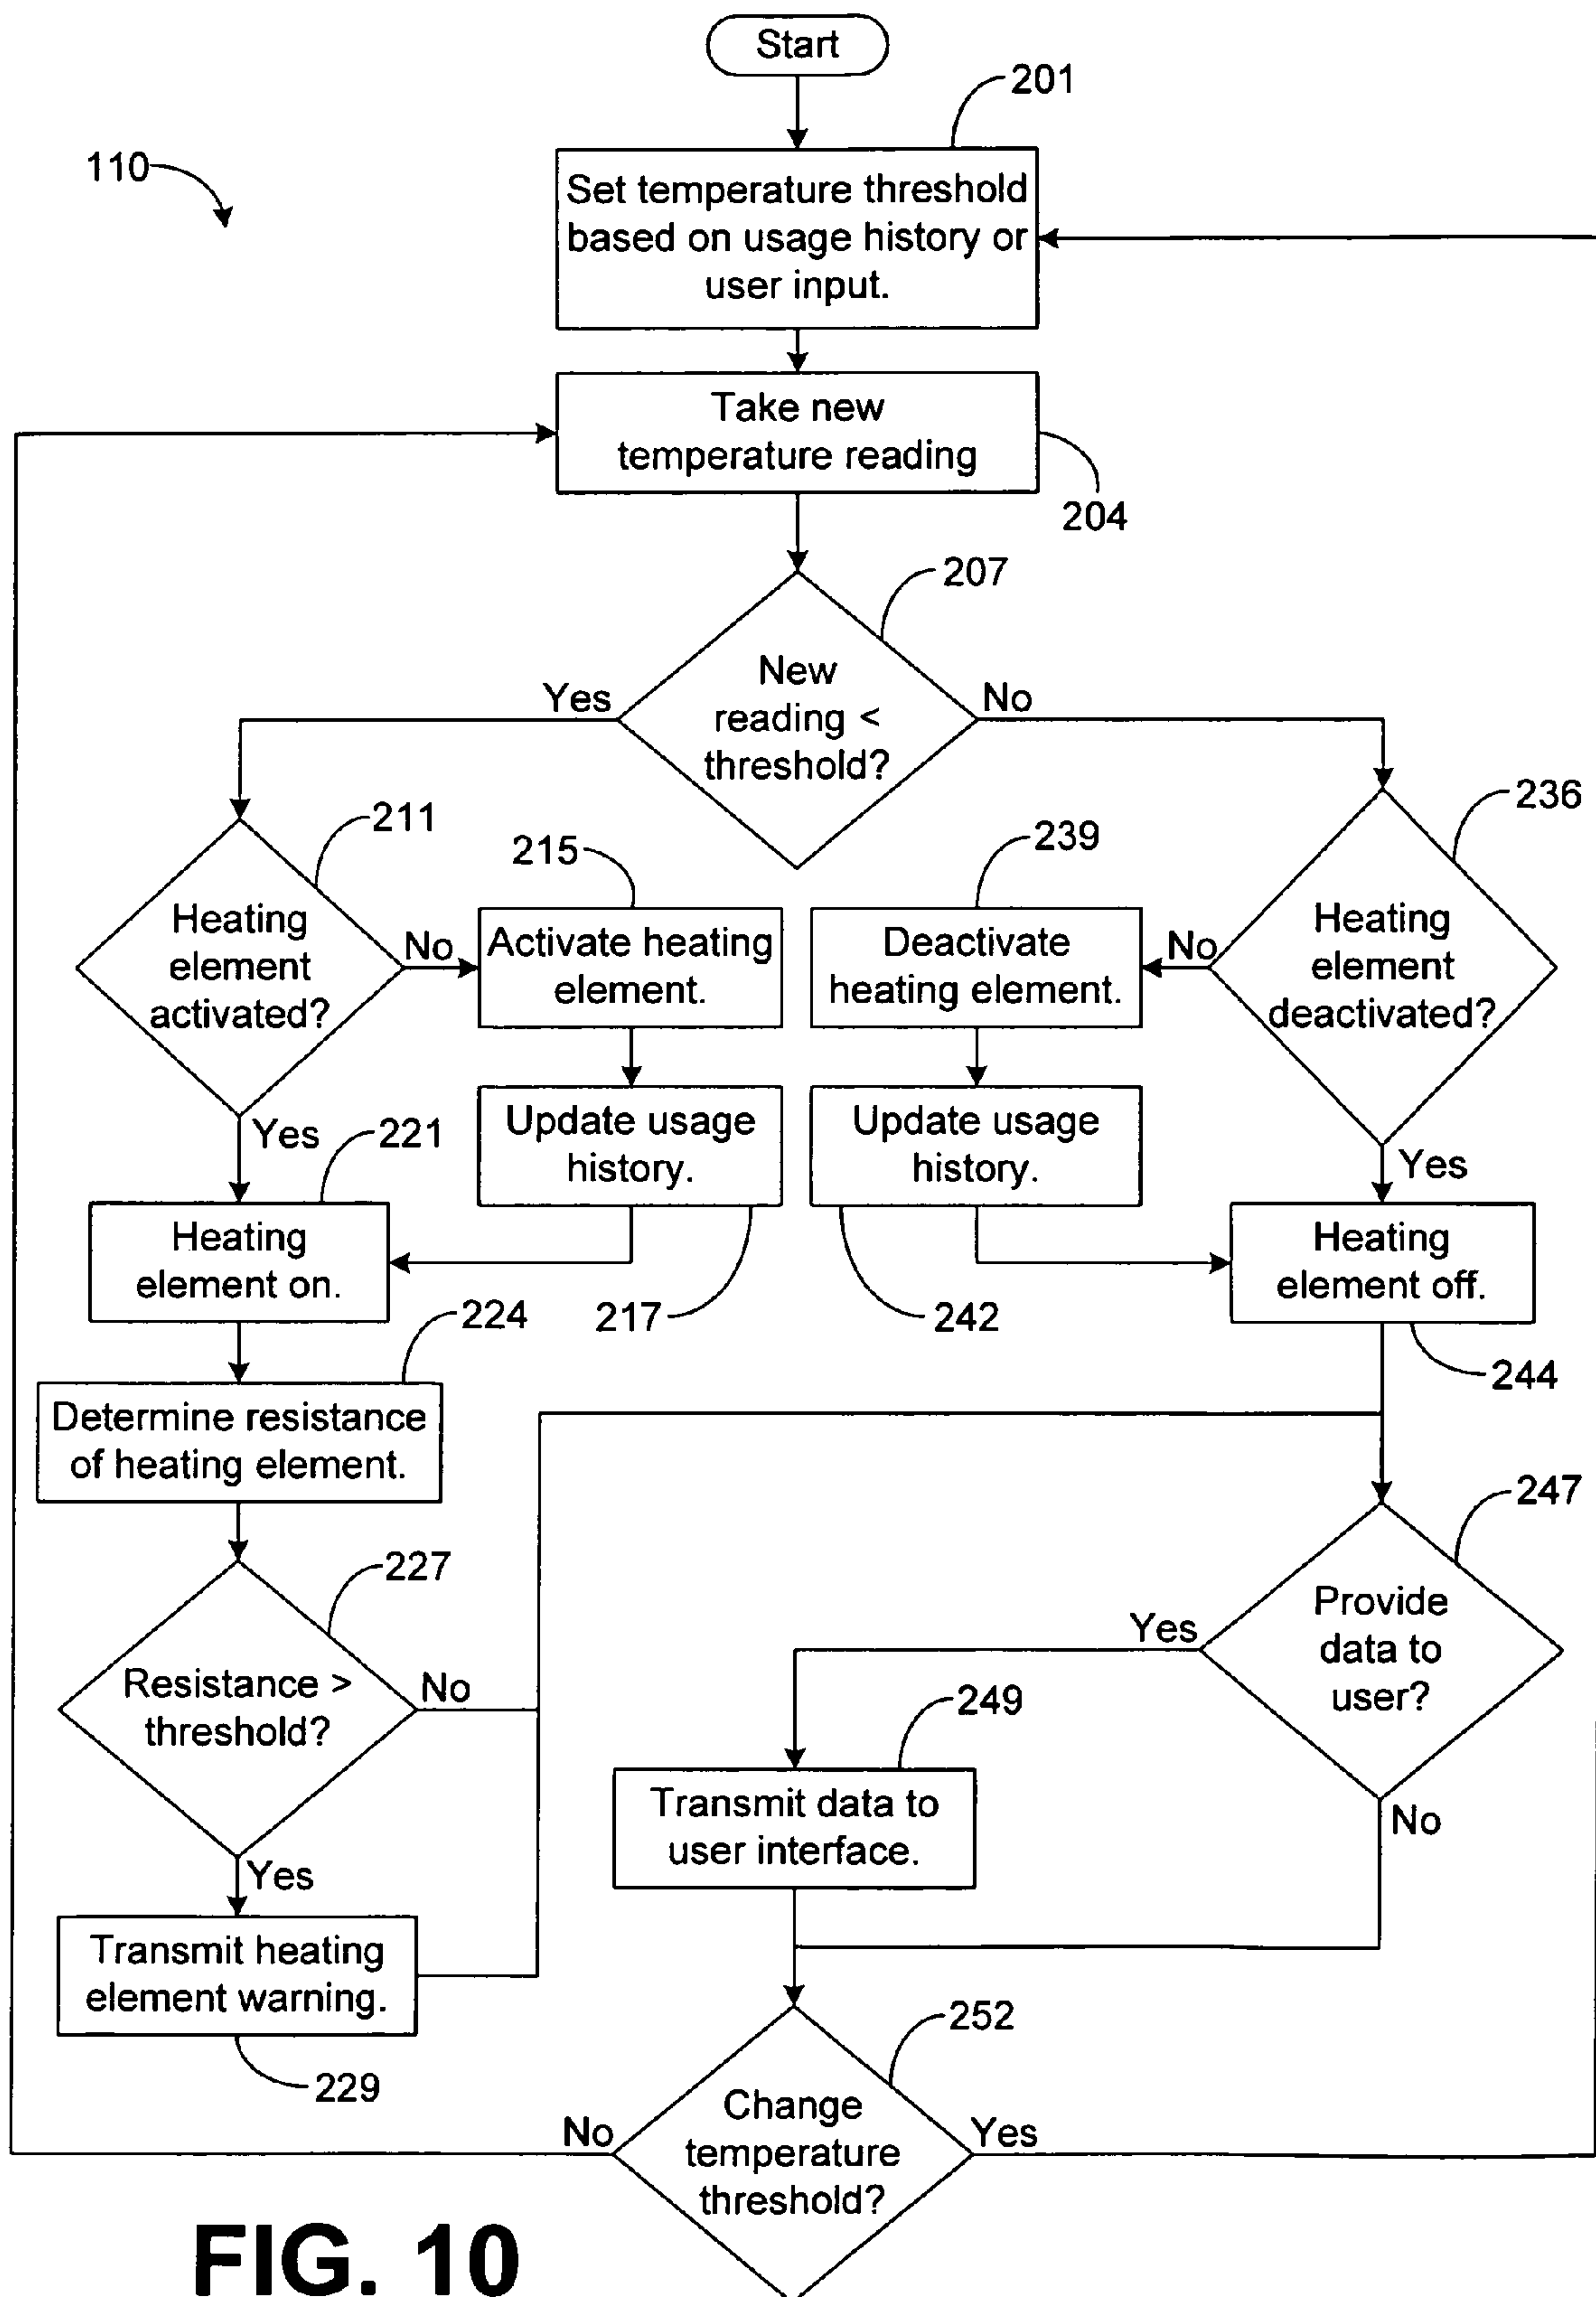 Start
201
110
Set temperature threshold
based on usage history or
user input.
Take new
temperature reading
204
207
New
reading <
threshold?
Yes
No
211
215
239
236
Heating
element
activated?
No
Activate heating
element.
Deactivate
heating element.
No
Heating
element
deactivated?
Yes
221
Update usage
history.
Update usage
history.
Yes
Heating
element on.
217
242
Heating
element off.
244
224
Determine resistance
of heating element.
227
247
Resistance >
threshold?
No
Provide
data to
user?
Yes
No
249
Transmit data to
user interface.
Yes
Transmit heating
element warning.
229
252
Change
temperature
threshold?
No
Yes
FIG. 10